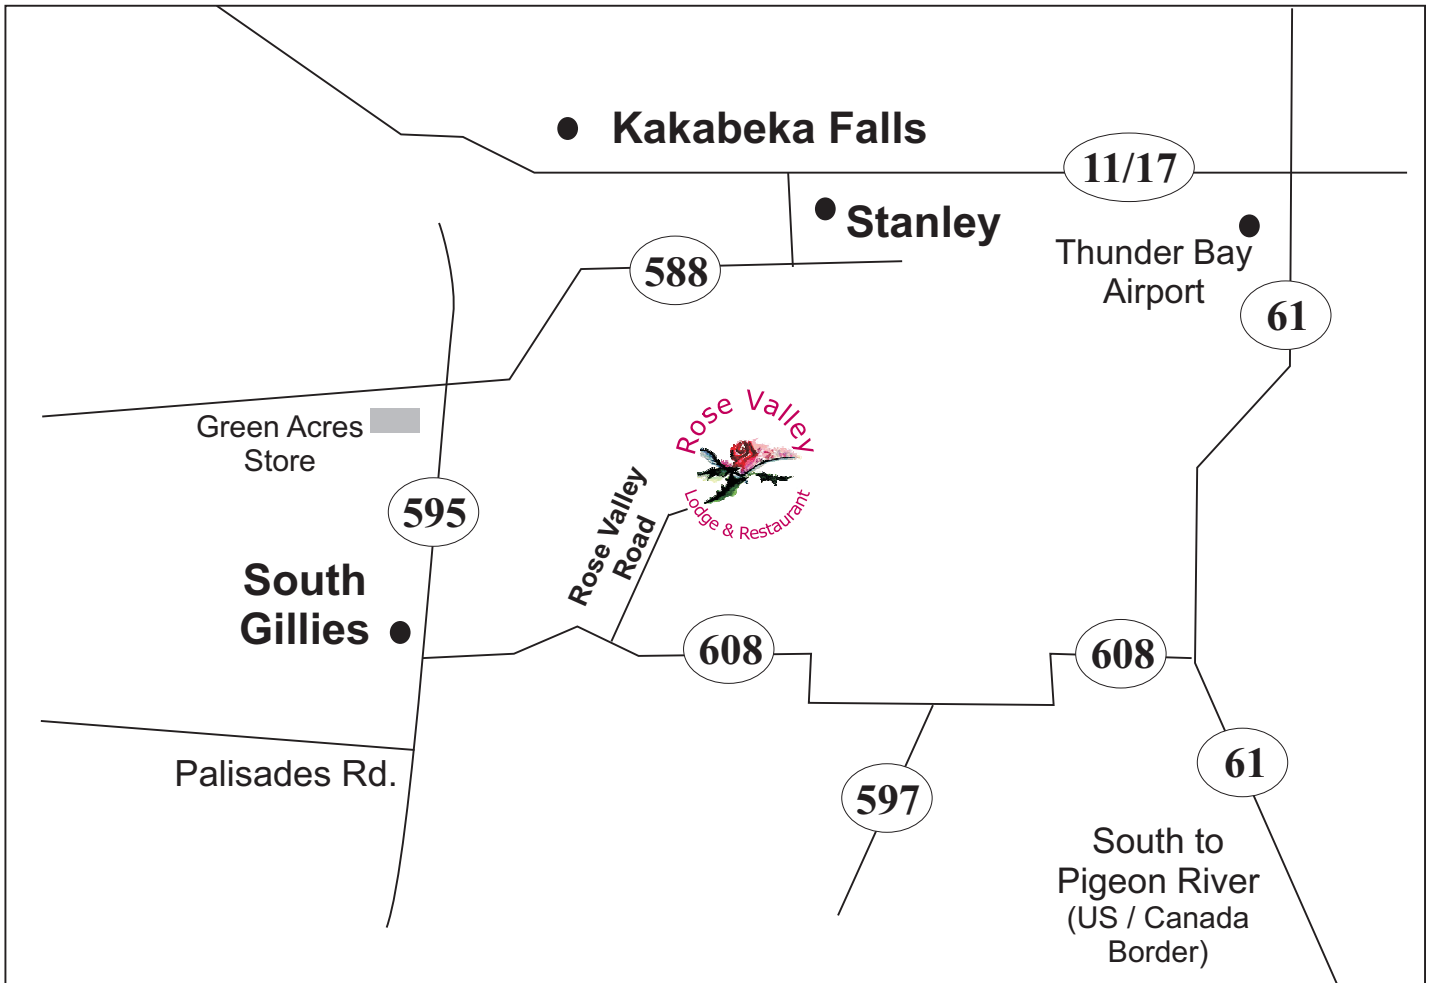 Kakabeka Falls
11/17
Stanley
Thunder Bay
Airport
588
61
Rose Valley
Lodge & Restaurant
Green Acres
Store
595
Rose Valley
Road
South
Gillies
608
608
Palisades Rd.
61
597
South to
Pigeon River
(US / Canada
Border)